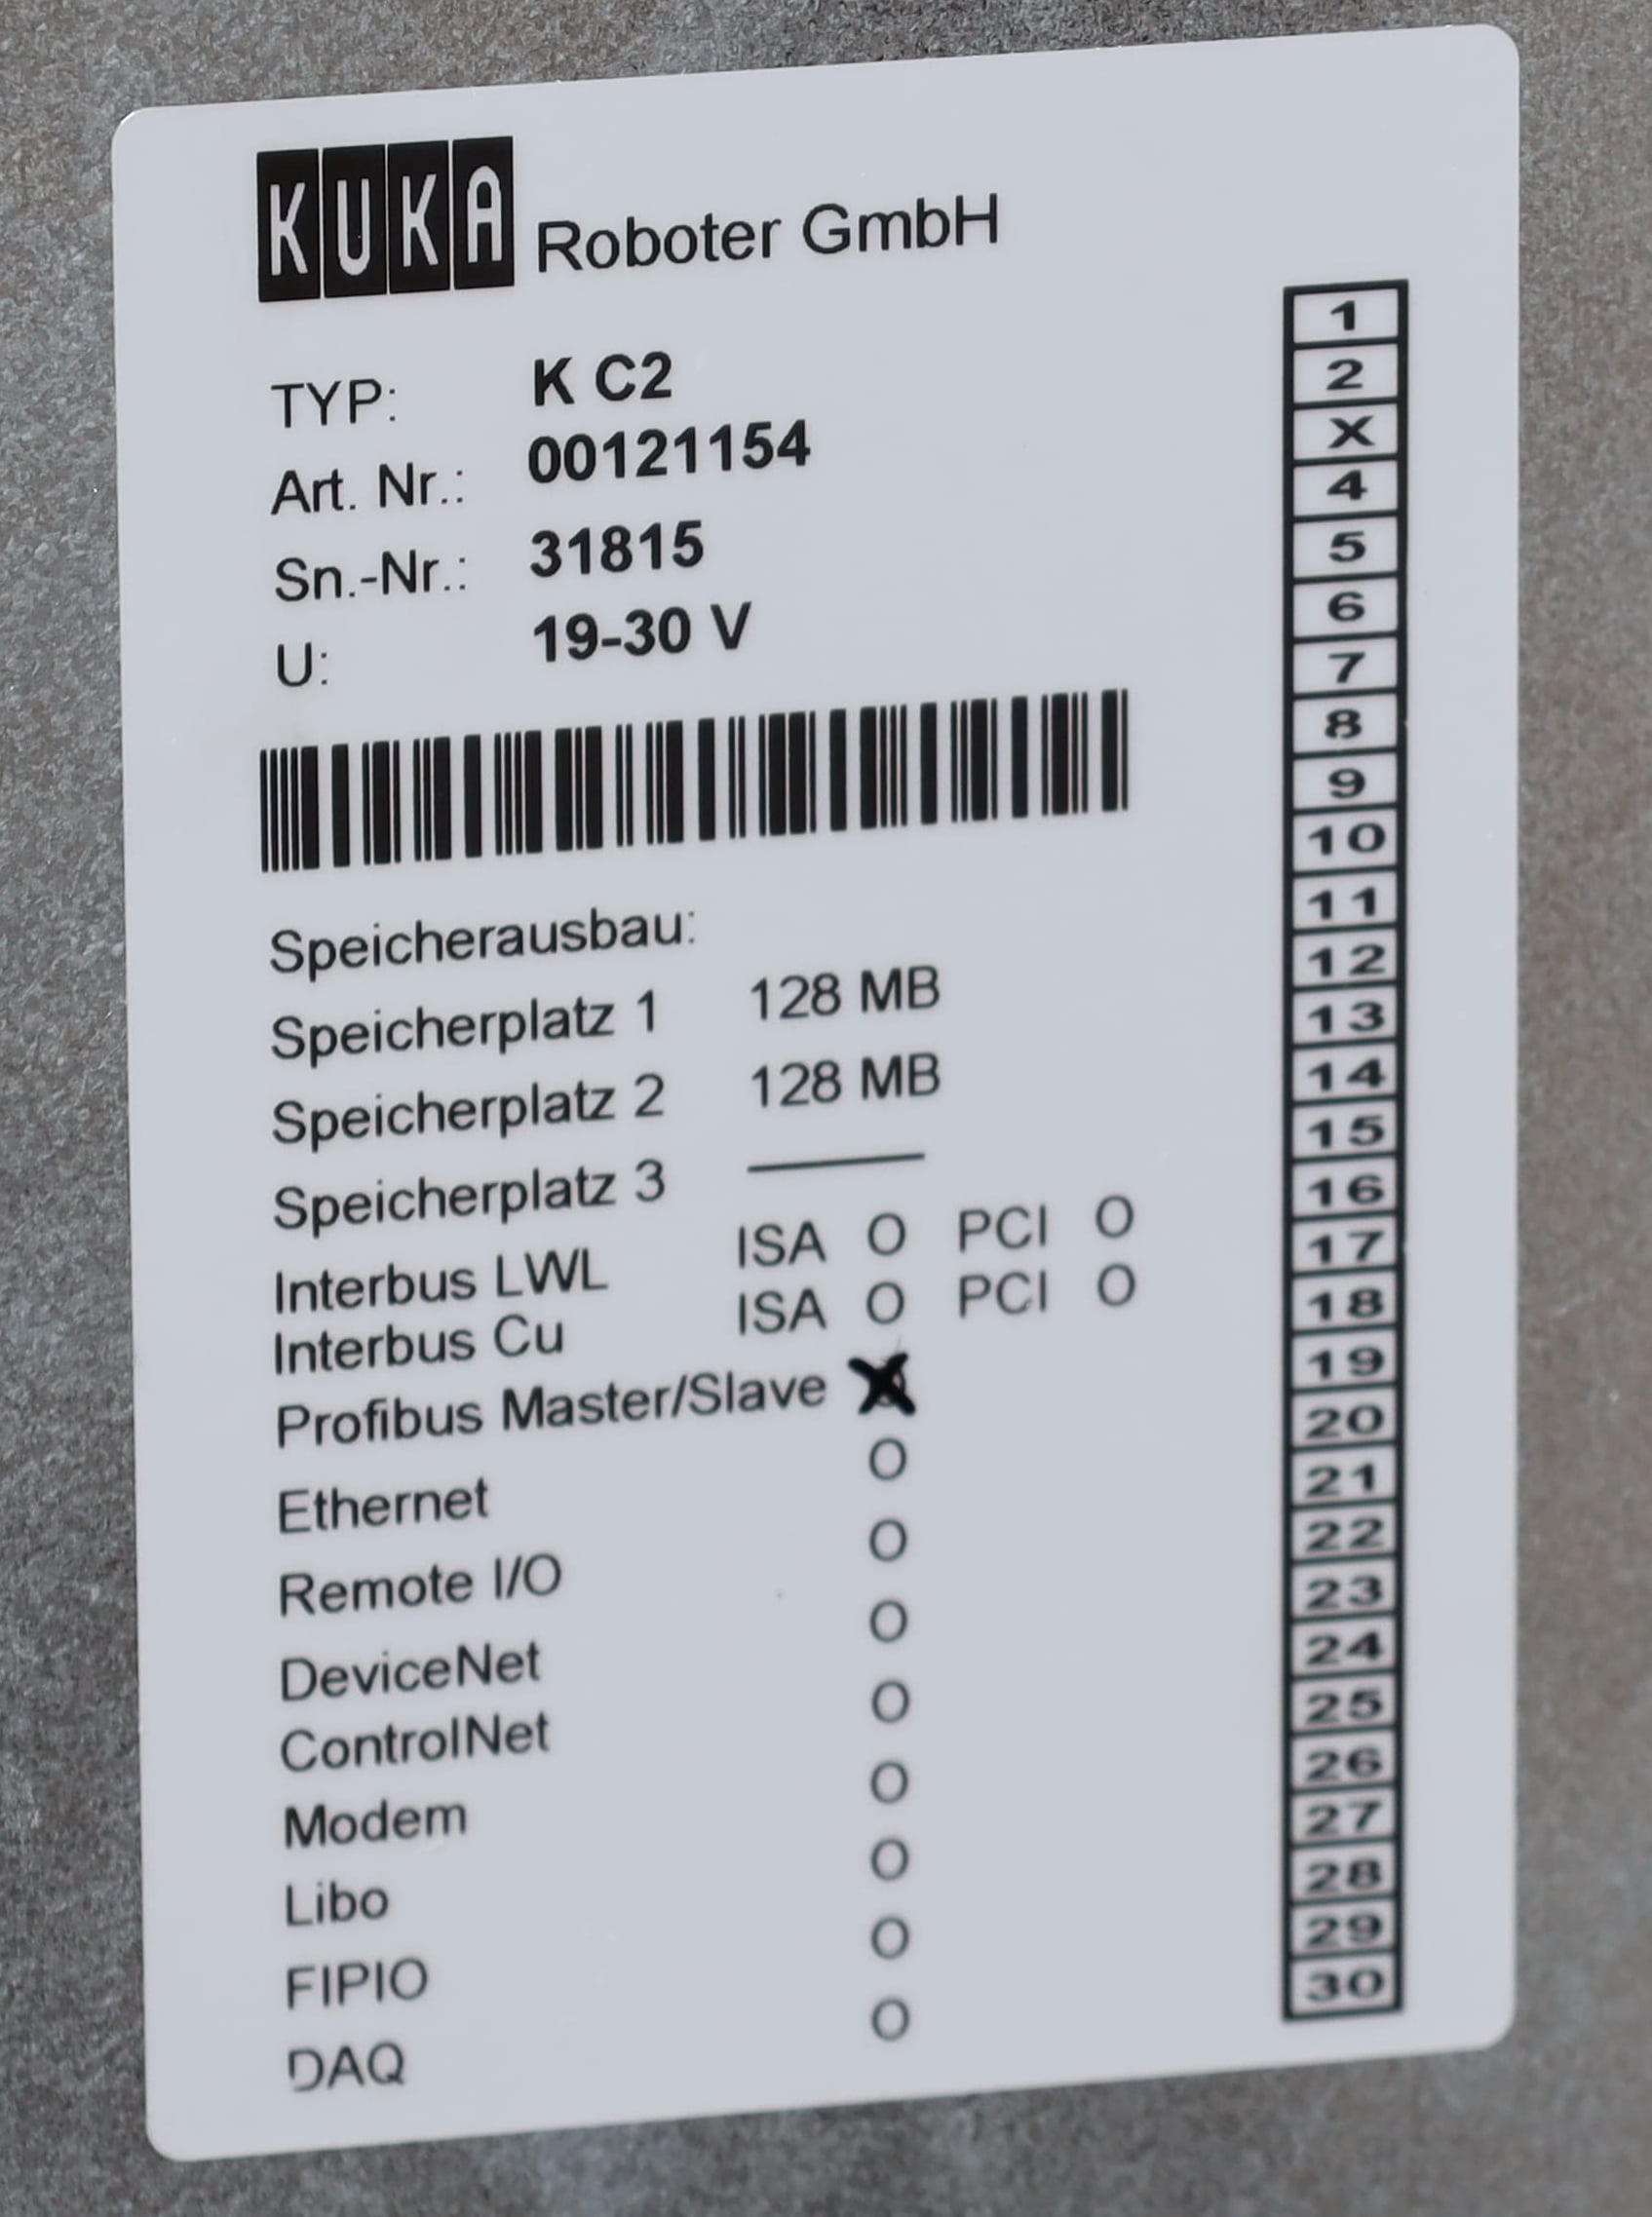 KUKA Roboter GmbH
TYP: K C2
Art. Nr.: 00121154
Sn.-Nr.: 31815
U: 19-30 V
Speicherausbau:
Speicherplatz 1 128 MB
Speicherplatz 2 128 MB
Speicherplatz 3
Interbus LWL ISA O PCI O
Interbus Cu ISA O PCI O
Profibus Master/Slave X
Ethernet O
Remote I/O O
DeviceNet O
ControlNet O
Modem O
Libo O
FIPIO O
DAQ O
1
2
X
4
5
6
7
8
9
10
11
12
13
14
15
16
17
18
19
20
21
22
23
24
25
26
27
28
29
30